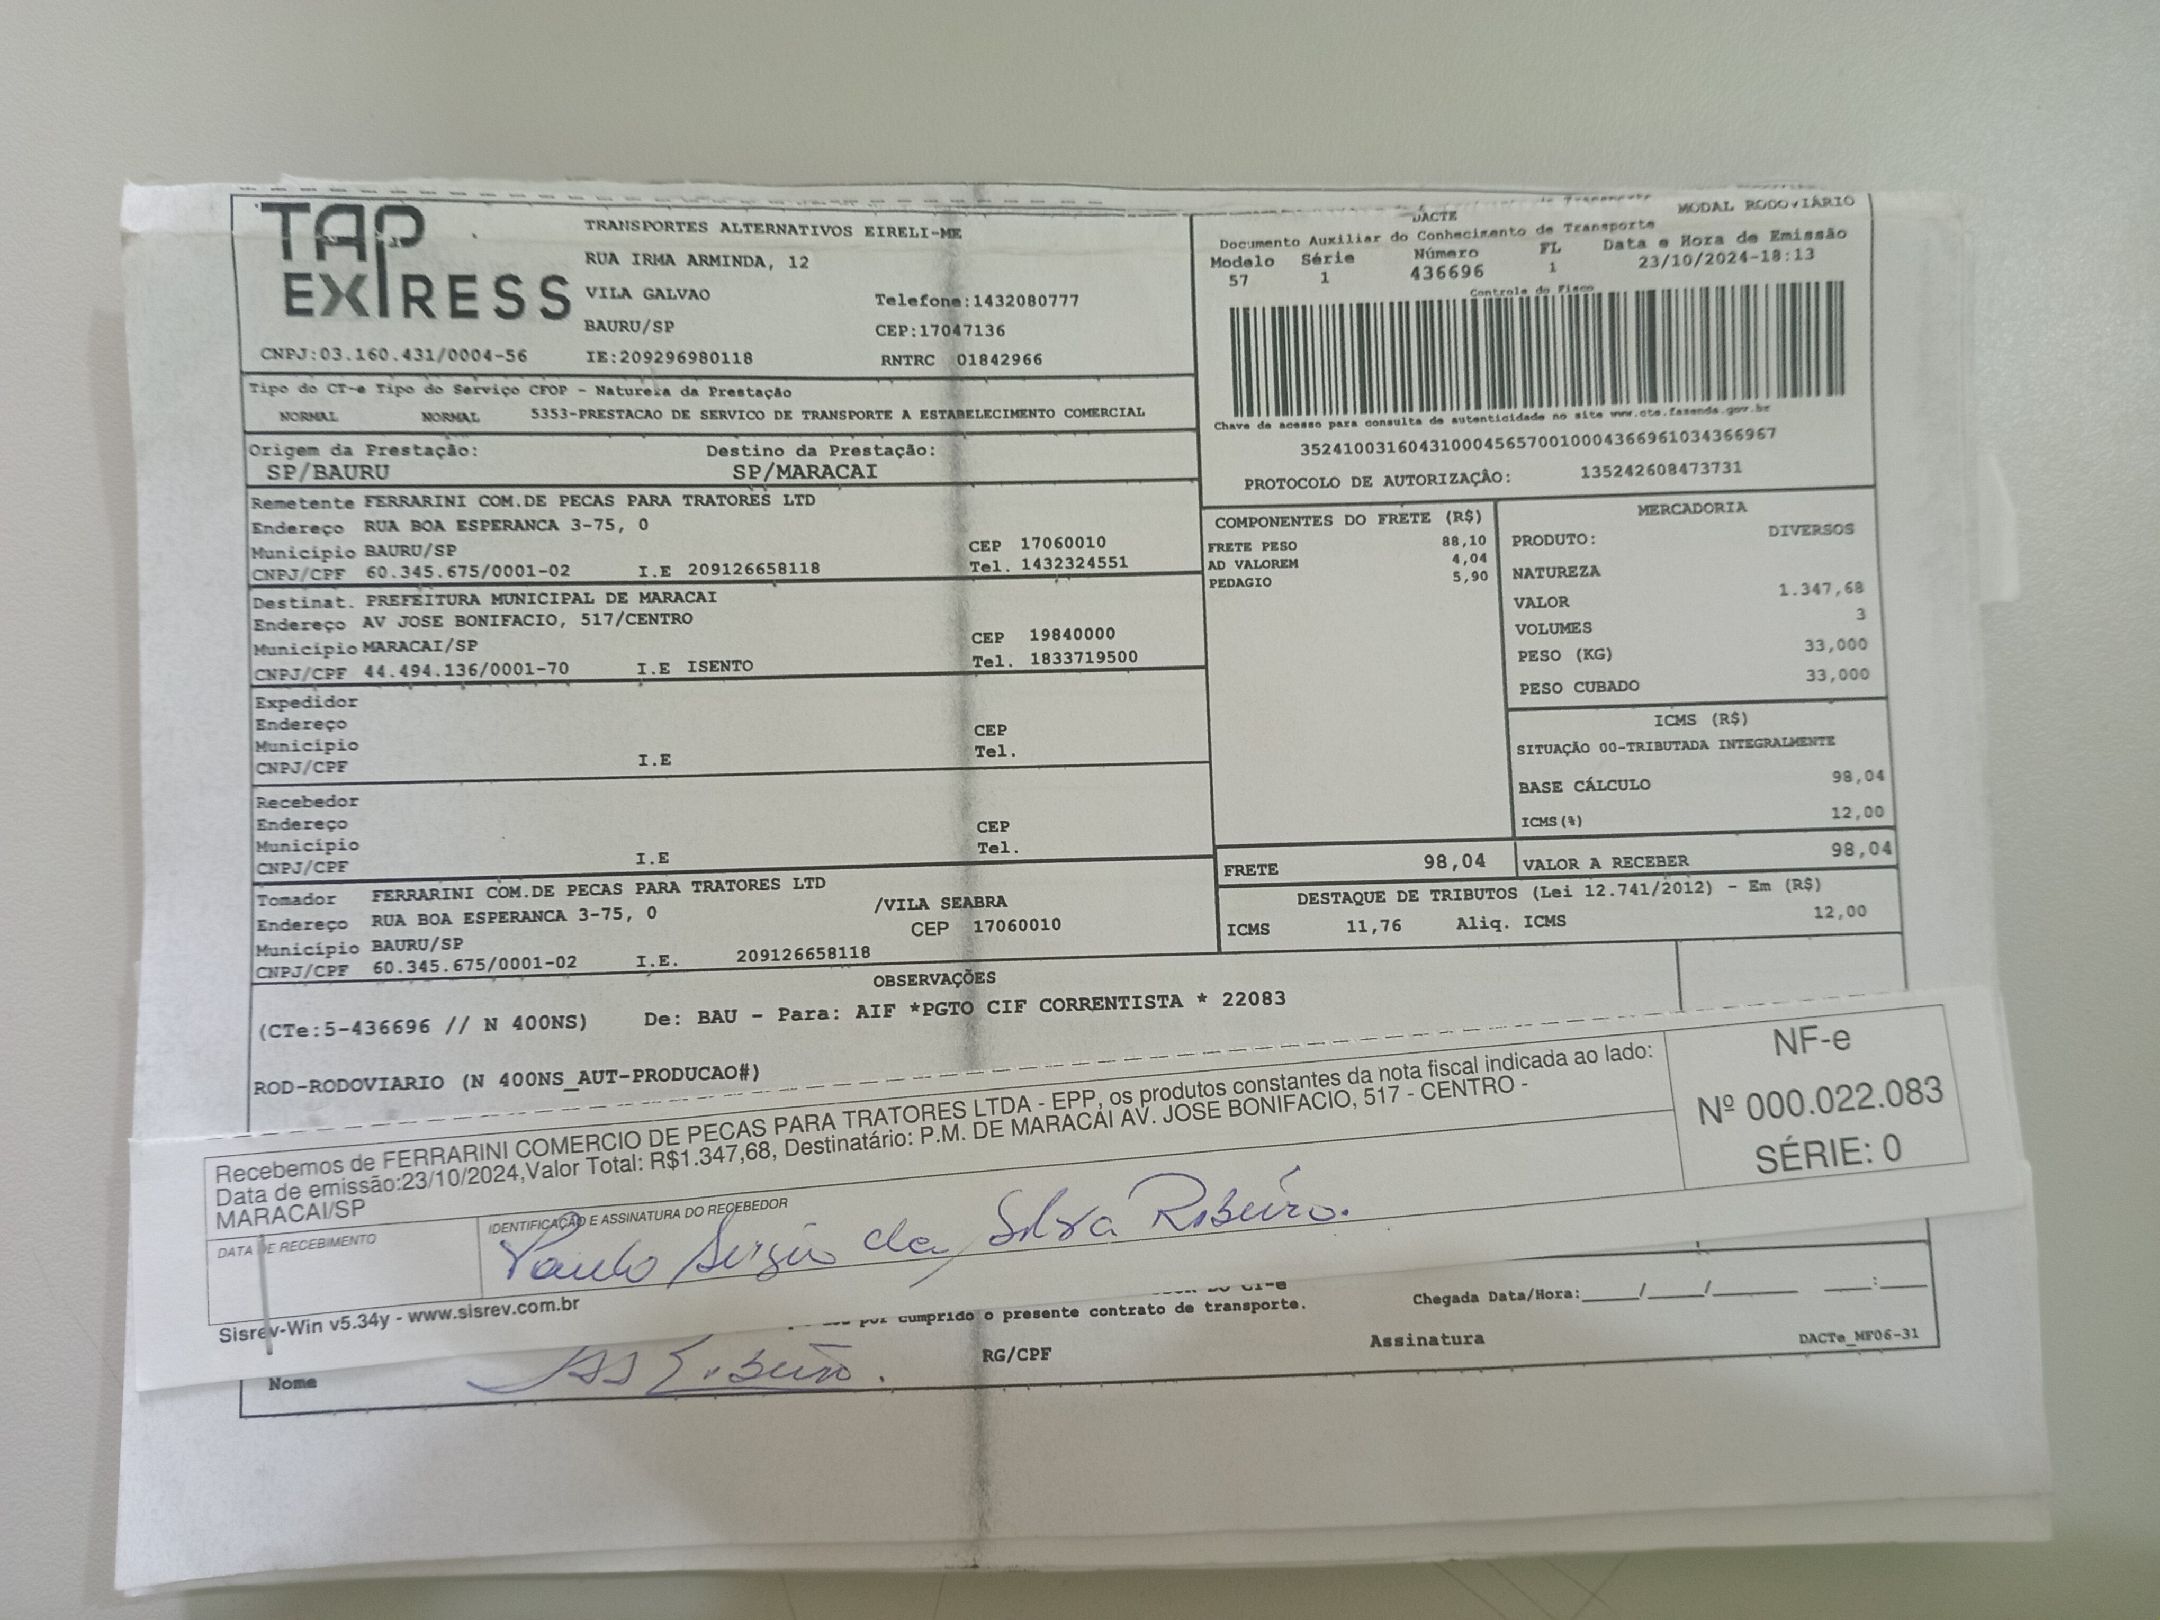 TAP EXPRESS
TRANSPORTES ALTERNATIVOS EIRELI-ME
RUA IRMA ARMINDA, 12
VILA GALVAO Telefone:1432080777
BAURU/SP CEP:17047136
CNPJ:03.160.431/0004-56 IE:209296980118 RNTRC 01842966
MODAL RODOVIÁRIO
DACTE
Documento Auxiliar do Conhecimento de Transporte
Modelo Série Número FL Data e Hora de Emissão
57 1 436696 1 23/10/2024-18:13
Controle do Fisco
Chave de acesso para consulta de autenticidade no site www.cte.fazenda.gov.br
35241003160431000456570010004366961034366967
PROTOCOLO DE AUTORIZAÇÃO: 135242608473731
Tipo do CT-e Tipo do Serviço CFOP - Natureza da Prestação
NORMAL NORMAL 5353-PRESTACAO DE SERVICO DE TRANSPORTE A ESTABELECIMENTO COMERCIAL
Origem da Prestação: Destino da Prestação:
SP/BAURU SP/MARACAI
Remetente FERRARINI COM.DE PECAS PARA TRATORES LTD
Endereço RUA BOA ESPERANCA 3-75, 0
Município BAURU/SP CEP 17060010
CNPJ/CPF 60.345.675/0001-02 I.E 209126658118 Tel. 1432324551
Destinat. PREFEITURA MUNICIPAL DE MARACAI
Endereço AV JOSE BONIFACIO, 517/CENTRO
Município MARACAI/SP CEP 19840000
CNPJ/CPF 44.494.136/0001-70 I.E ISENTO Tel. 1833719500
Expedidor
Endereço
Município CEP
CNPJ/CPF I.E Tel.
Recebedor
Endereço
Município CEP
CNPJ/CPF I.E Tel.
Tomador FERRARINI COM.DE PECAS PARA TRATORES LTD
Endereço RUA BOA ESPERANCA 3-75, 0 /VILA SEABRA
Município BAURU/SP CEP 17060010
CNPJ/CPF 60.345.675/0001-02 I.E. 209126658118
COMPONENTES DO FRETE (R$)
FRETE PESO 88,10
AD VALOREM 4,04
PEDAGIO 5,90
MERCADORIA
PRODUTO: DIVERSOS
NATUREZA
VALOR 1.347,68
VOLUMES 3
PESO (KG) 33,000
PESO CUBADO 33,000
ICMS (R$)
SITUAÇÃO 00-TRIBUTADA INTEGRALMENTE
BASE CÁLCULO 98,04
ICMS(%) 12,00
FRETE 98,04 VALOR A RECEBER 98,04
DESTAQUE DE TRIBUTOS (Lei 12.741/2012) - Em (R$)
ICMS 11,76 Aliq. ICMS 12,00
OBSERVAÇÕES
(CTe:5-436696 // N 400NS) De: BAU - Para: AIF *PGTO CIF CORRENTISTA * 22083
ROD-RODOVIARIO (N 400NS_AUT-PRODUCAO#)
Recebemos de FERRARINI COMERCIO DE PECAS PARA TRATORES LTDA - EPP, os produtos constantes da nota fiscal indicada ao lado:
Data de emissão:23/10/2024,Valor Total: R$1.347,68, Destinatário: P.M. DE MARACAI AV. JOSE BONIFACIO, 517 - CENTRO -
MARACAI/SP
NF-e
Nº 000.022.083
SÉRIE: 0
DATA DE RECEBIMENTO IDENTIFICAÇÃO E ASSINATURA DO RECEBEDOR
Paulo Sergio da Silva Ribeiro.
Sisrev-Win v5.34y - www.sisrev.com.br
CT-e
por cumprido o presente contrato de transporte.
Chegada Data/Hora:_____/_____/_______ ____:____
Nome RG/CPF Assinatura DACTe_MF06-31